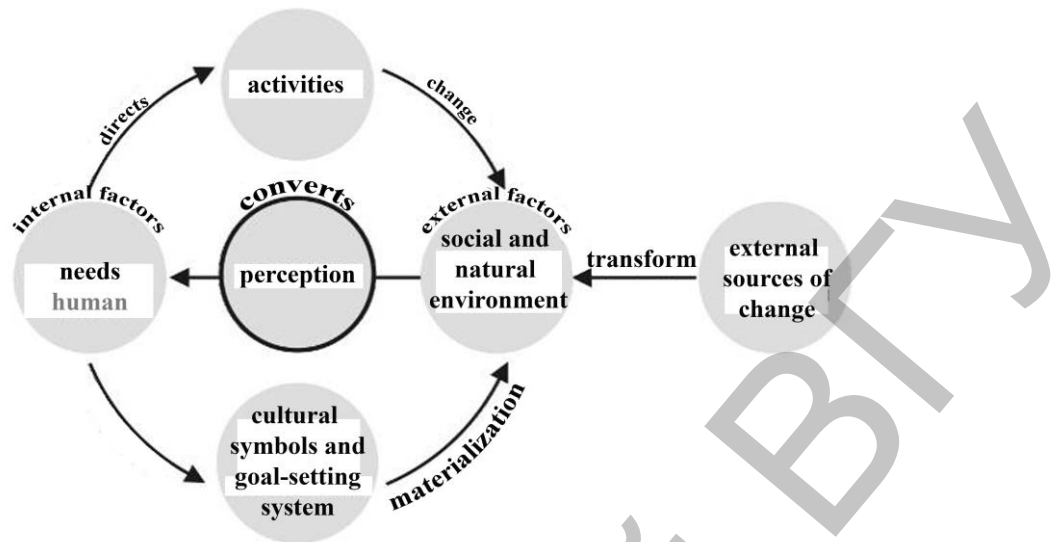 activities
directs
change
internal factors
converts
external factors
needs
human
perception
social and
natural
environment
transform
external
sources of
change
cultural
symbols and
goal-setting
system
materialization
ВГУ